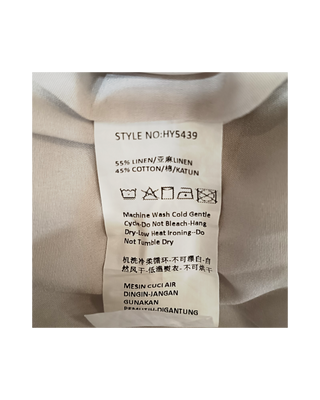 STYLE NO:HY5439
55% LINEN/亚麻LINEN
45% COTTON/棉/KATUN
Machine Wash Cold Gentle
Cycle-Do Not Bleach-Hang
Dry-Low Heat Ironing--Do
Not Tumble Dry
机洗冷柔循环-不可漂白-自
然风干-低温熨衣-不可烘干
MESIN CUCI AIR
DINGIN-JANGAN
GUNAKAN
PEMUTIH-DIGANTUNG